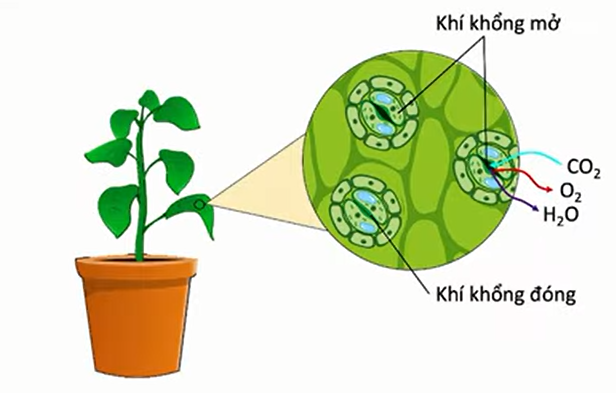 Khí khổng mở
CO₂
O₂
H₂O
Khí khổng đóng